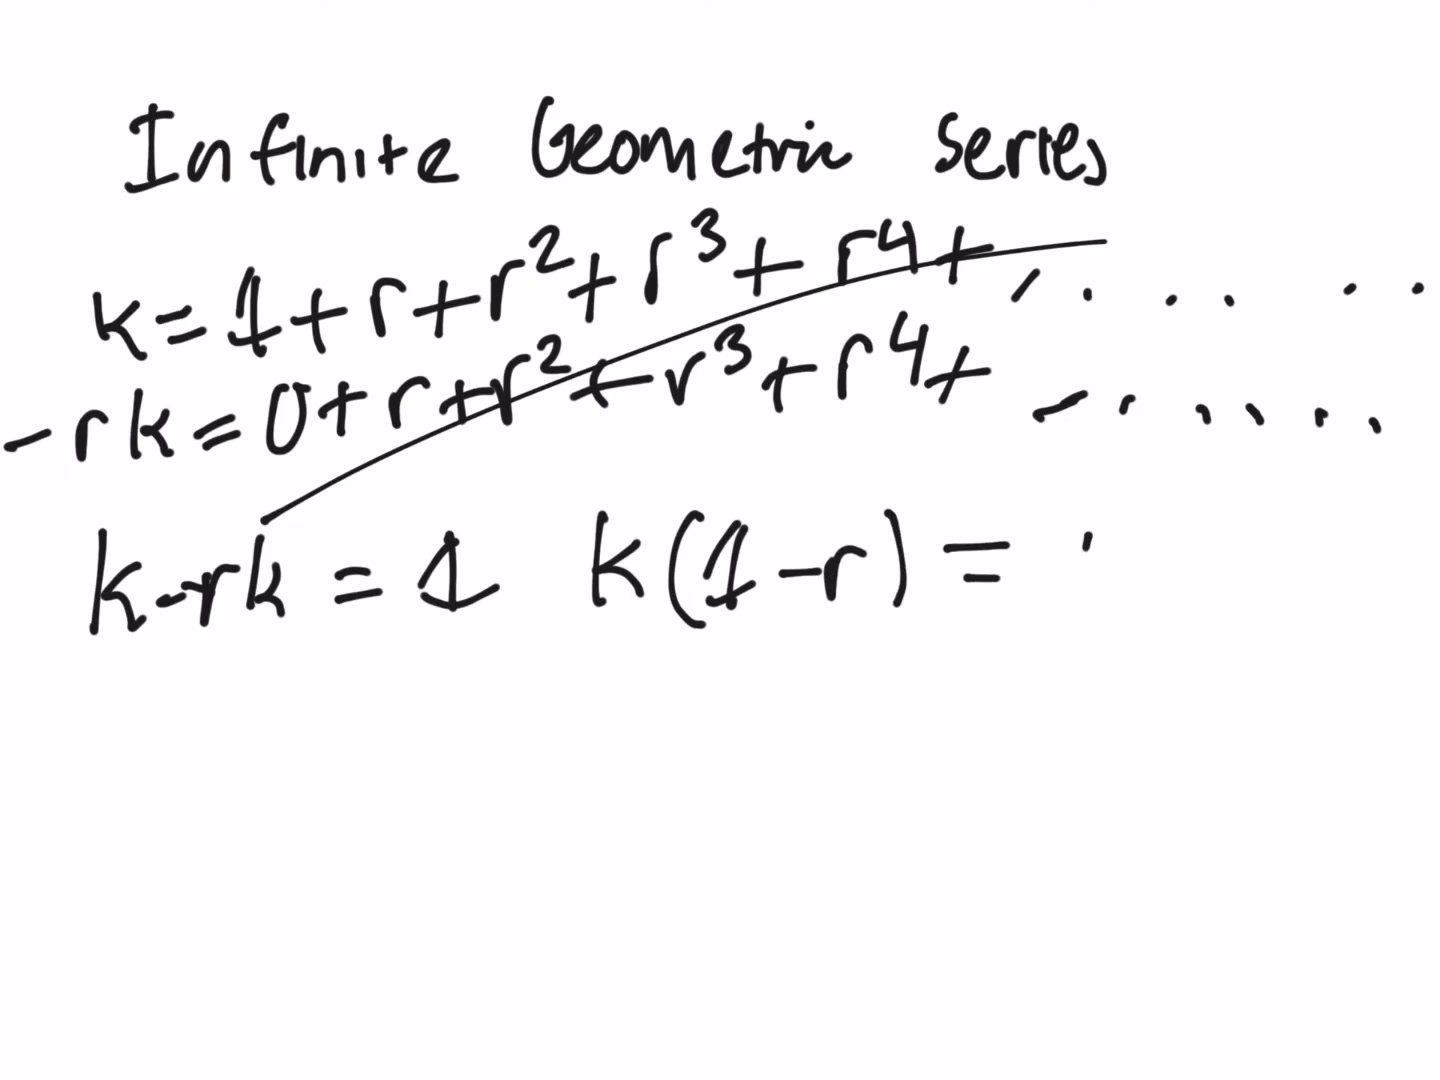 Infinite Geometric Series
k=1+r+r²+r³+r⁴+.......
-rk=0+r+r²+r³+r⁴+.......
k-rk=1 k(1-r)=